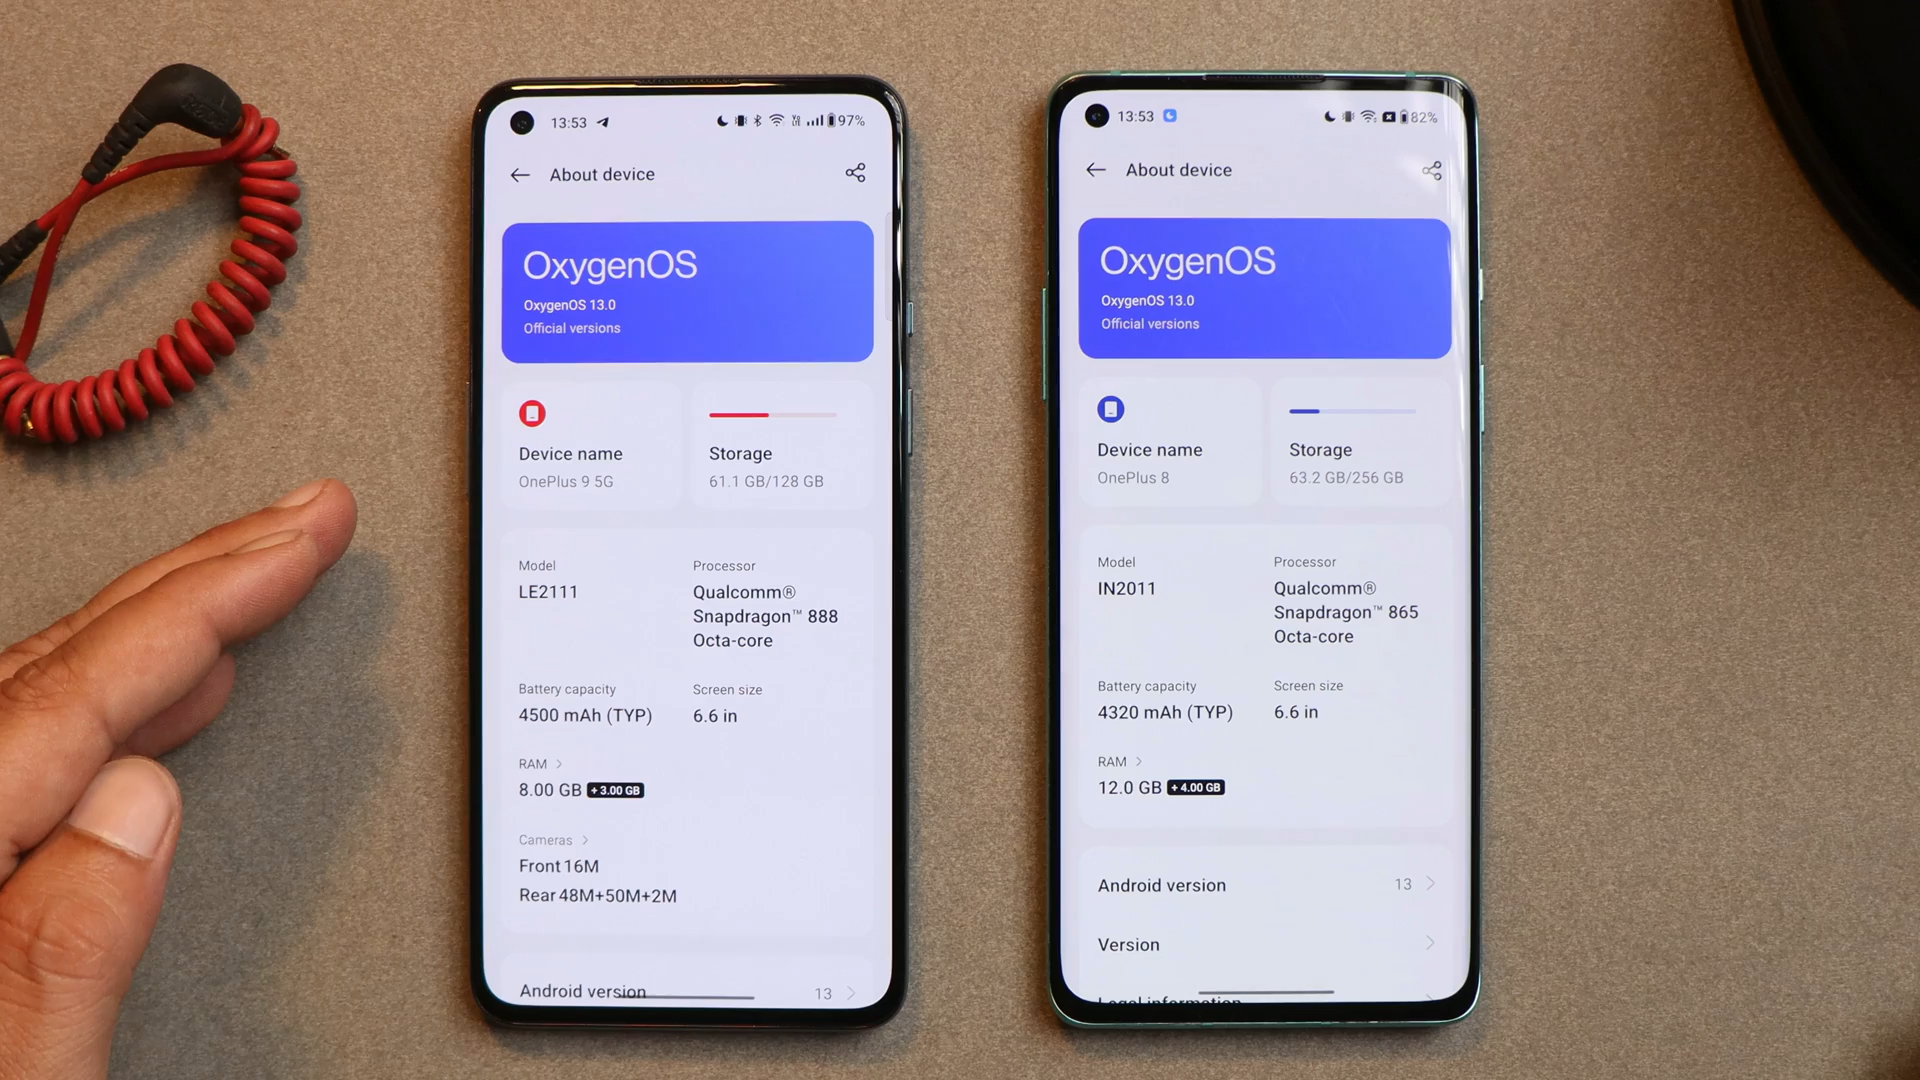 13:53
97%
About device
OxygenOS
OxygenOS 13.0
Official versions
Device name
OnePlus 9 5G
Storage
61.1 GB/128 GB
Model
LE2111
Processor
Qualcomm®
Snapdragon™ 888
Octa-core
Battery capacity
4500 mAh (TYP)
Screen size
6.6 in
RAM
8.00 GB + 3.00 GB
Cameras
Front 16M
Rear 48M+50M+2M
Android version 13
13:53
82%
About device
OxygenOS
OxygenOS 13.0
Official versions
Device name
OnePlus 8
Storage
63.2 GB/256 GB
Model
IN2011
Processor
Qualcomm®
Snapdragon™ 865
Octa-core
Battery capacity
4320 mAh (TYP)
Screen size
6.6 in
RAM
12.0 GB + 4.00 GB
Android version 13
Version
Legal information